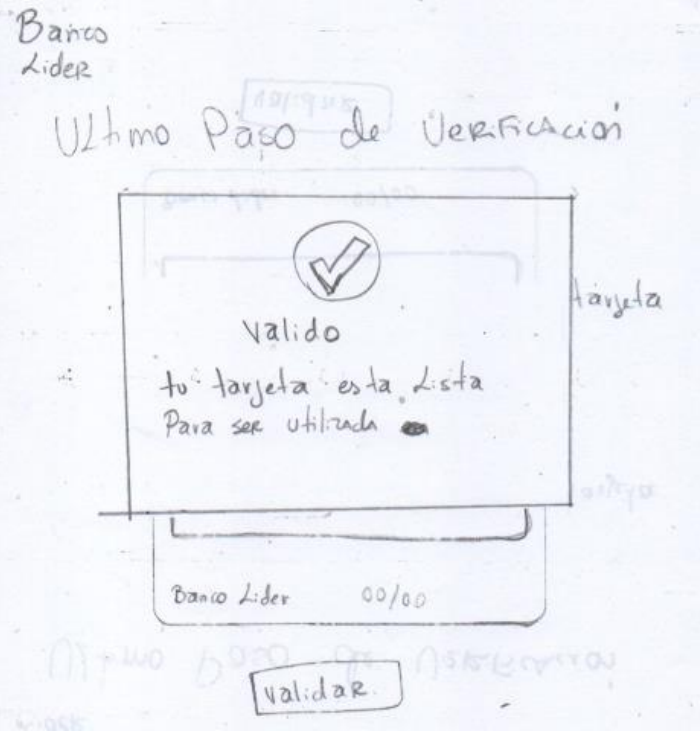 Banco
Lider
Ultimo Paso de Verificación
tarjeta
Valido
tu tarjeta esta Lista
Para ser utilizada
Banco Lider 00/00
validar